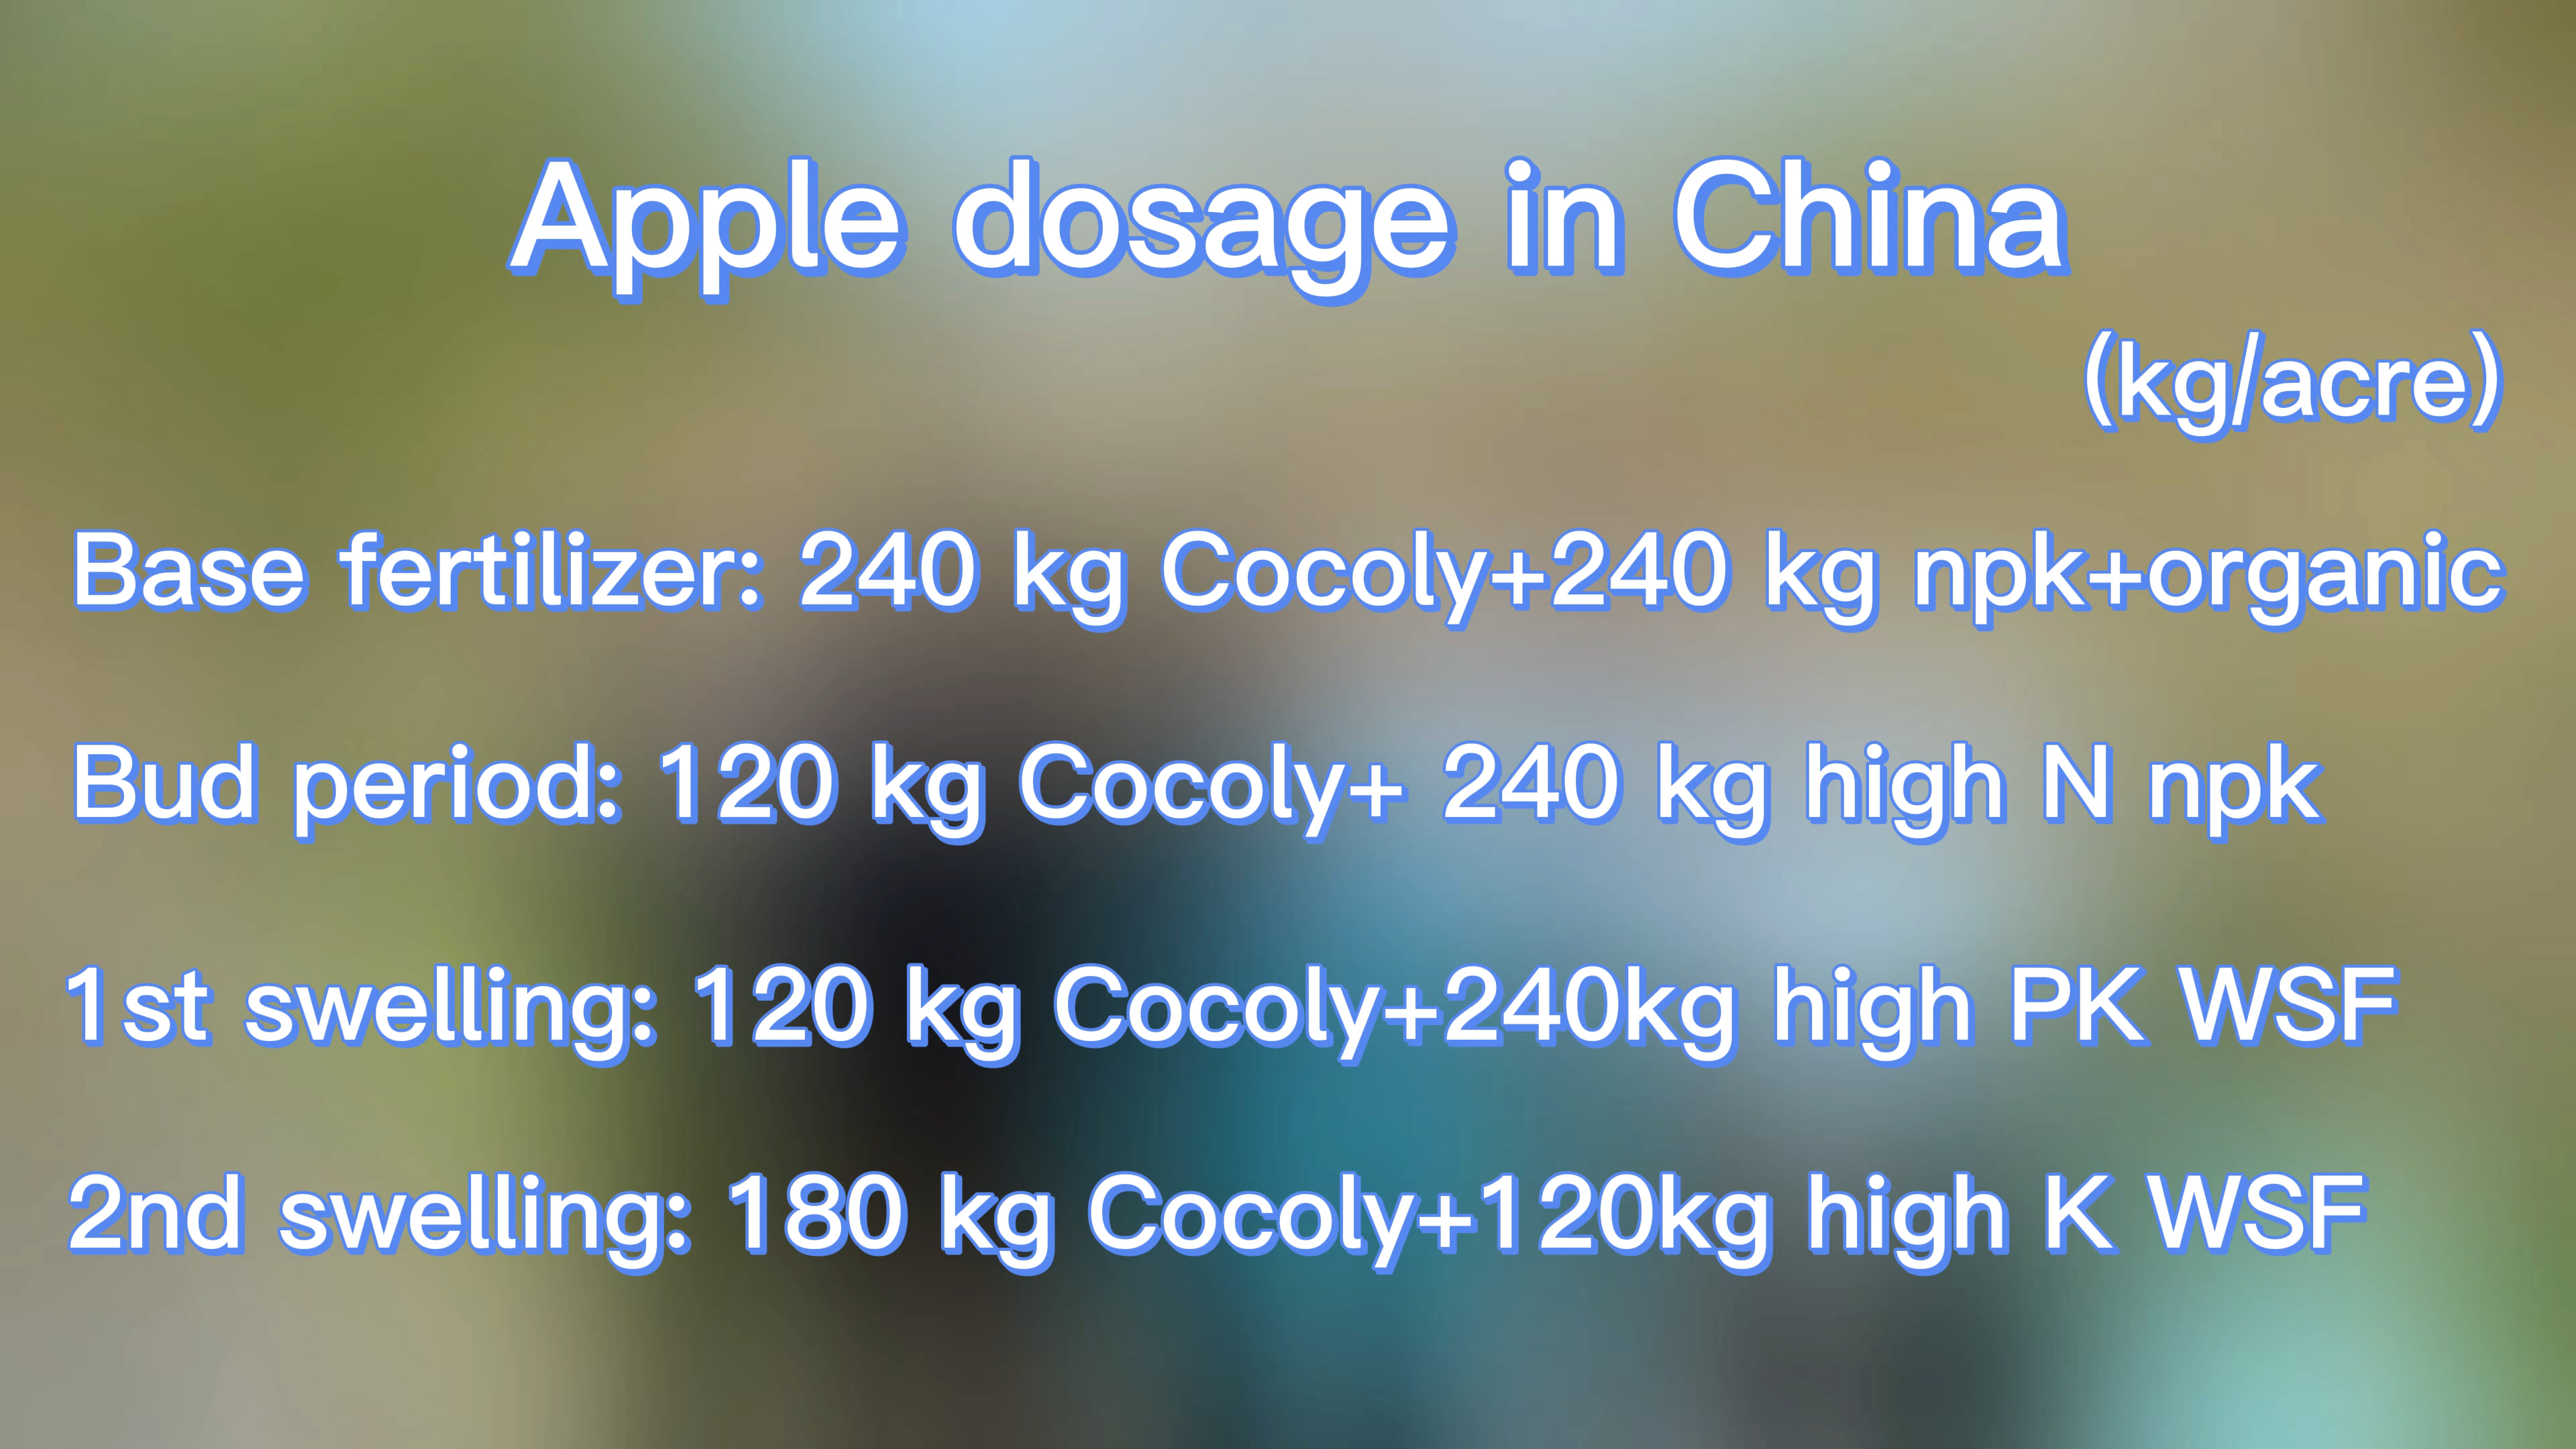 Apple dosage in China
(kg/acre)
Base fertilizer: 240 kg Cocoly+240 kg npk+organic
Bud period: 120 kg Cocoly+ 240 kg high N npk
1st swelling: 120 kg Cocoly+240kg high PK WSF
2nd swelling: 180 kg Cocoly+120kg high K WSF